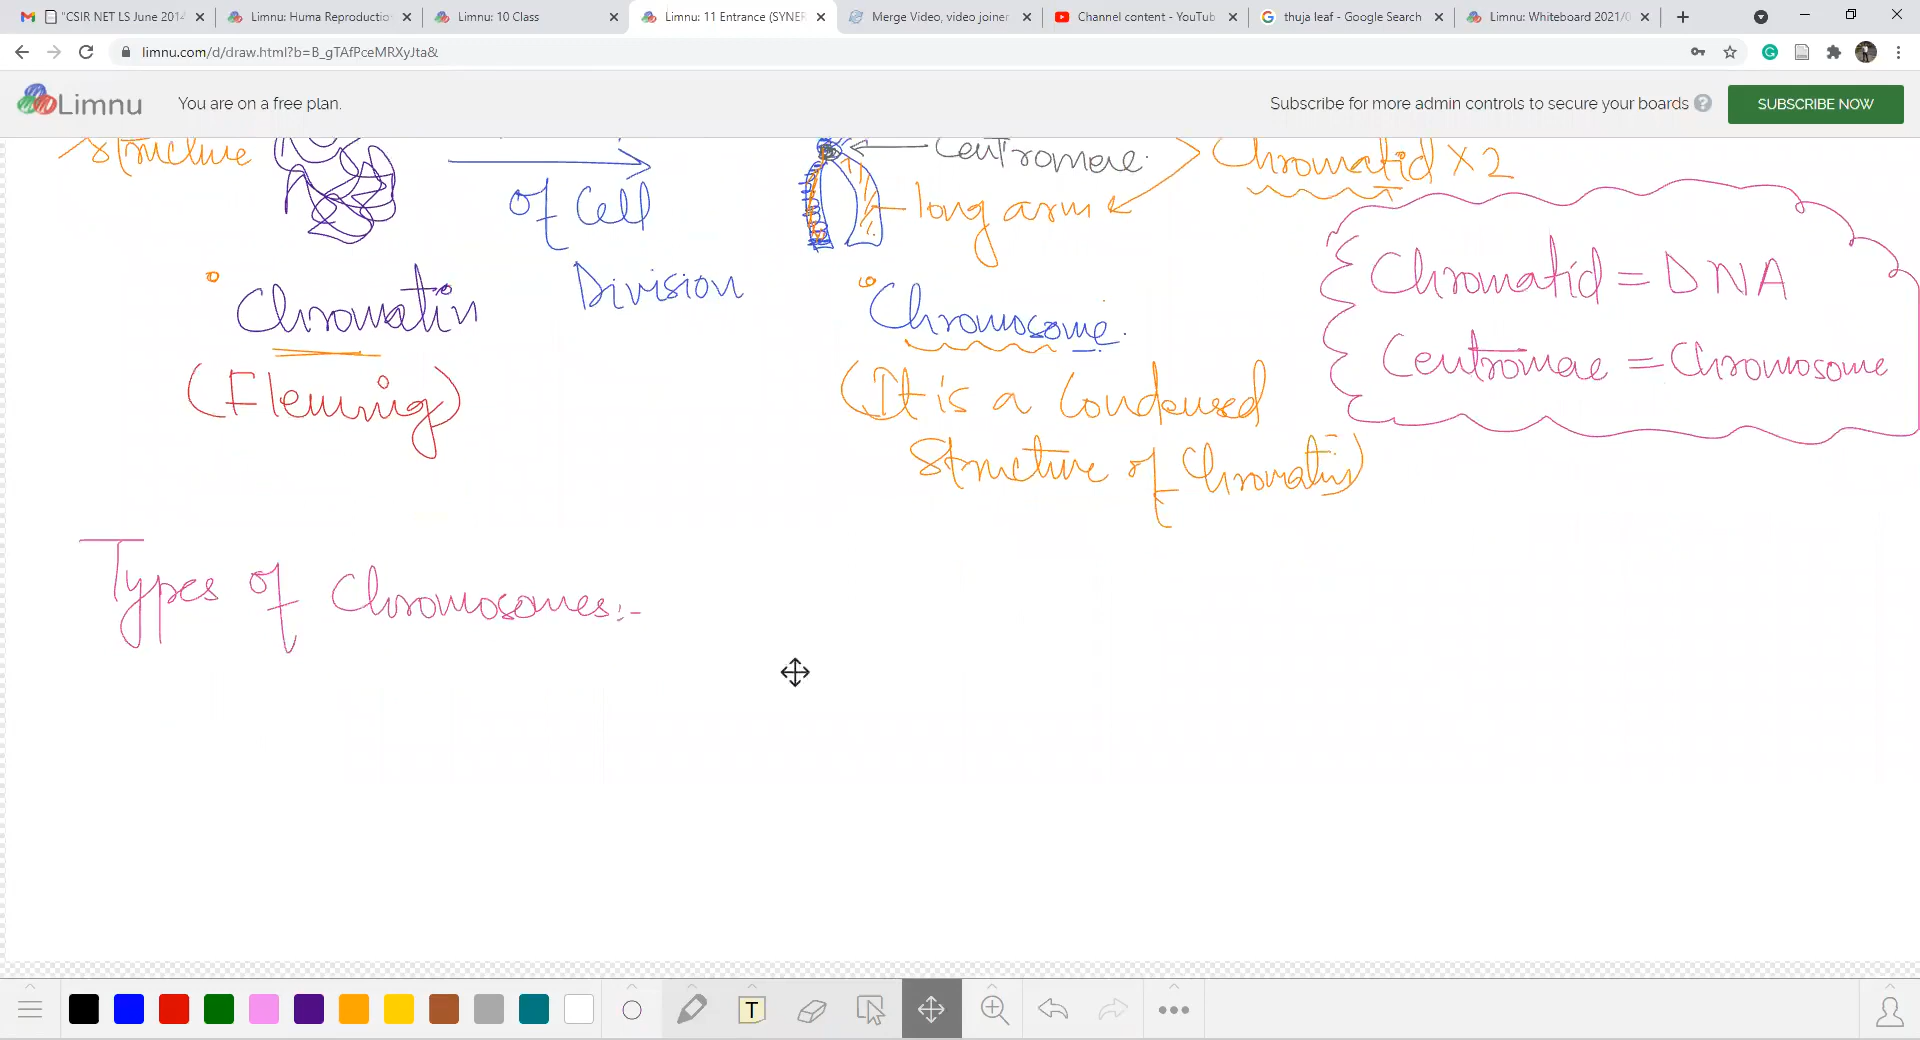 "CSIR NET LS June 2014
Limnu: Huma Reproductio
Limnu: 10 Class
Limnu: 11 Entrance (SYNER
Merge Video, video joiner
Channel content - YouTub
thuja leaf - Google Search
Limnu: Whiteboard 2021/0
limnu.com/d/draw.html?b=B_gTAfPceMRXyJta&
Limnu
You are on a free plan.
Subscribe for more admin controls to secure your boards ?
SUBSCRIBE NOW
Structure
of Cell
Division
Centromere
long arm
Chromatid x 2
Chromatin
(Flemming)
Chromosome.
(It is a Condensed
Structure of Chromatin)
Chromatid = DNA
Centromere = Chromosome
Types of Chromosomes:-
T